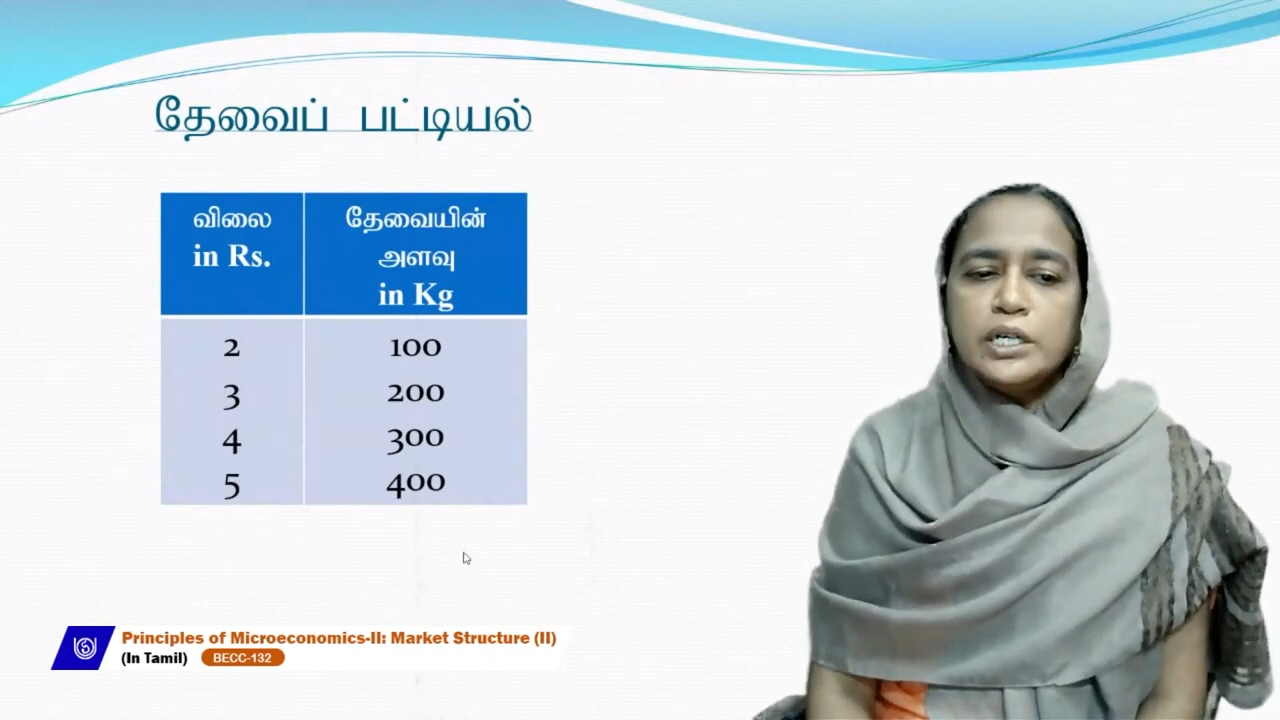 தேவைப் பட்டியல்
விலை
in Rs.
தேவையின்
அளவு
in Kg
2 100
3 200
4 300
5 400
Principles of Microeconomics-II: Market Structure (II)
(In Tamil) BECC-132